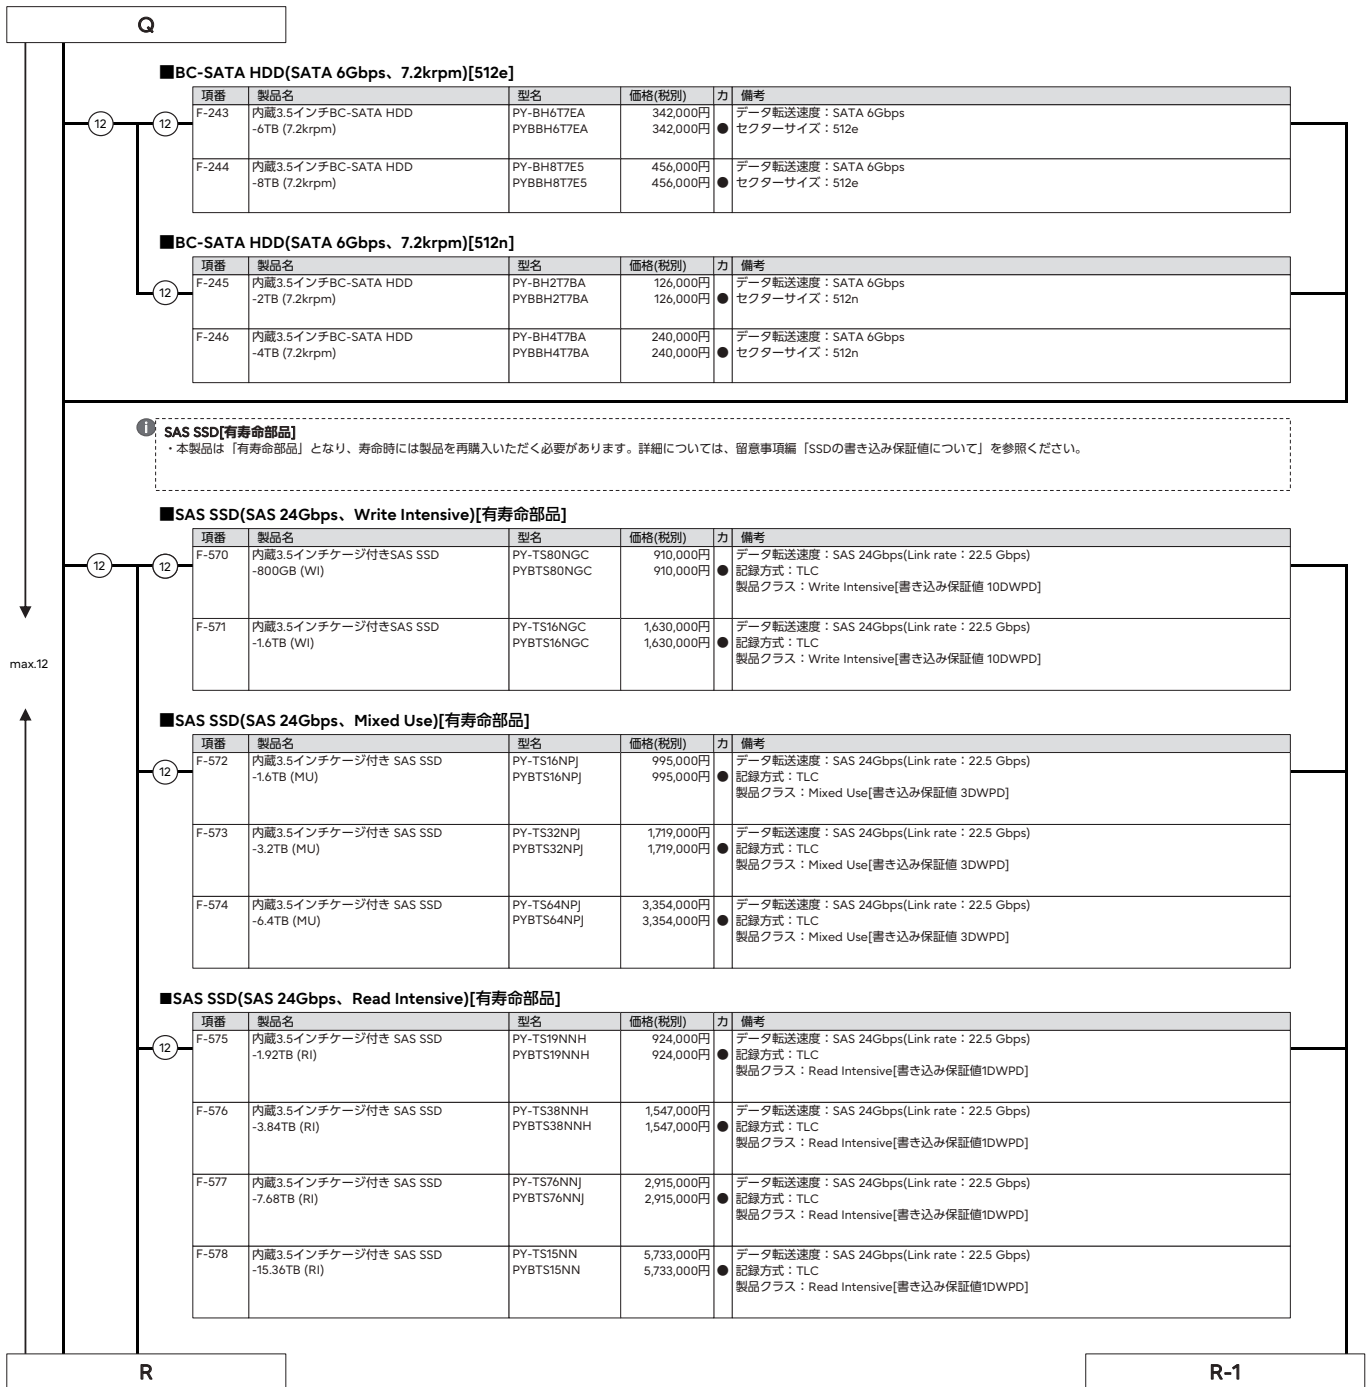 Q
■BC-SATA HDD(SATA 6Gbps、7.2krpm)[512e]
項番 製品名 型名 価格(税別) カ 備考
F-243 内蔵3.5インチBC-SATA HDD PY-BH6T7EA 342,000円 データ転送速度：SATA 6Gbps
-6TB (7.2krpm) PYBBH6T7EA 342,000円 ● セクターサイズ：512e
F-244 内蔵3.5インチBC-SATA HDD PY-BH8T7E5 456,000円 データ転送速度：SATA 6Gbps
-8TB (7.2krpm) PYBBH8T7E5 456,000円 ● セクターサイズ：512e
12 12
■BC-SATA HDD(SATA 6Gbps、7.2krpm)[512n]
項番 製品名 型名 価格(税別) カ 備考
F-245 内蔵3.5インチBC-SATA HDD PY-BH2T7BA 126,000円 データ転送速度：SATA 6Gbps
12 -2TB (7.2krpm) PYBBH2T7BA 126,000円 ● セクターサイズ：512n
F-246 内蔵3.5インチBC-SATA HDD PY-BH4T7BA 240,000円 データ転送速度：SATA 6Gbps
-4TB (7.2krpm) PYBBH4T7BA 240,000円 ● セクターサイズ：512n
i SAS SSD[有寿命部品]
・本製品は「有寿命部品」となり、寿命時には製品を再購入いただく必要があります。詳細については、留意事項編「SSDの書き込み保証値について」を参照ください。
■SAS SSD(SAS 24Gbps、Write Intensive)[有寿命部品]
項番 製品名 型名 価格(税別) カ 備考
F-570 内蔵3.5インチケージ付きSAS SSD PY-TS80NGC 910,000円 データ転送速度：SAS 24Gbps(Link rate：22.5 Gbps)
12 12 -800GB (WI) PYBTS80NGC 910,000円 ● 記録方式：TLC
製品クラス：Write Intensive[書き込み保証値 10DWPD]
F-571 内蔵3.5インチケージ付きSAS SSD PY-TS16NGC 1,630,000円 データ転送速度：SAS 24Gbps(Link rate：22.5 Gbps)
-1.6TB (WI) PYBTS16NGC 1,630,000円 ● 記録方式：TLC
製品クラス：Write Intensive[書き込み保証値 10DWPD]
max.12
■SAS SSD(SAS 24Gbps、Mixed Use)[有寿命部品]
項番 製品名 型名 価格(税別) カ 備考
F-572 内蔵3.5インチケージ付き SAS SSD PY-TS16NPJ 995,000円 データ転送速度：SAS 24Gbps(Link rate：22.5 Gbps)
12 -1.6TB (MU) PYBTS16NPJ 995,000円 ● 記録方式：TLC
製品クラス：Mixed Use[書き込み保証値 3DWPD]
F-573 内蔵3.5インチケージ付き SAS SSD PY-TS32NPJ 1,719,000円 データ転送速度：SAS 24Gbps(Link rate：22.5 Gbps)
-3.2TB (MU) PYBTS32NPJ 1,719,000円 ● 記録方式：TLC
製品クラス：Mixed Use[書き込み保証値 3DWPD]
F-574 内蔵3.5インチケージ付き SAS SSD PY-TS64NPJ 3,354,000円 データ転送速度：SAS 24Gbps(Link rate：22.5 Gbps)
-6.4TB (MU) PYBTS64NPJ 3,354,000円 ● 記録方式：TLC
製品クラス：Mixed Use[書き込み保証値 3DWPD]
■SAS SSD(SAS 24Gbps、Read Intensive)[有寿命部品]
項番 製品名 型名 価格(税別) カ 備考
F-575 内蔵3.5インチケージ付き SAS SSD PY-TS19NNH 924,000円 データ転送速度：SAS 24Gbps(Link rate：22.5 Gbps)
12 -1.92TB (RI) PYBTS19NNH 924,000円 ● 記録方式：TLC
製品クラス：Read Intensive[書き込み保証値1DWPD]
F-576 内蔵3.5インチケージ付き SAS SSD PY-TS38NNH 1,547,000円 データ転送速度：SAS 24Gbps(Link rate：22.5 Gbps)
-3.84TB (RI) PYBTS38NNH 1,547,000円 ● 記録方式：TLC
製品クラス：Read Intensive[書き込み保証値1DWPD]
F-577 内蔵3.5インチケージ付き SAS SSD PY-TS76NNJ 2,915,000円 データ転送速度：SAS 24Gbps(Link rate：22.5 Gbps)
-7.68TB (RI) PYBTS76NNJ 2,915,000円 ● 記録方式：TLC
製品クラス：Read Intensive[書き込み保証値1DWPD]
F-578 内蔵3.5インチケージ付き SAS SSD PY-TS15NN 5,733,000円 データ転送速度：SAS 24Gbps(Link rate：22.5 Gbps)
-15.36TB (RI) PYBTS15NN 5,733,000円 ● 記録方式：TLC
製品クラス：Read Intensive[書き込み保証値1DWPD]
R R-1